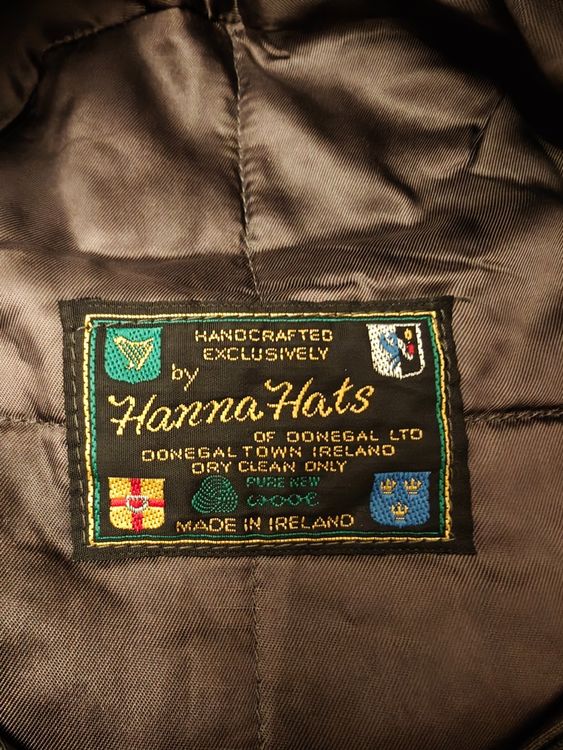 HANDCRAFTED
EXCLUSIVELY
by
Hanna Hats
OF DONEGAL LTD
DONEGAL TOWN IRELAND
DRY CLEAN ONLY
PURE NEW
MADE IN IRELAND